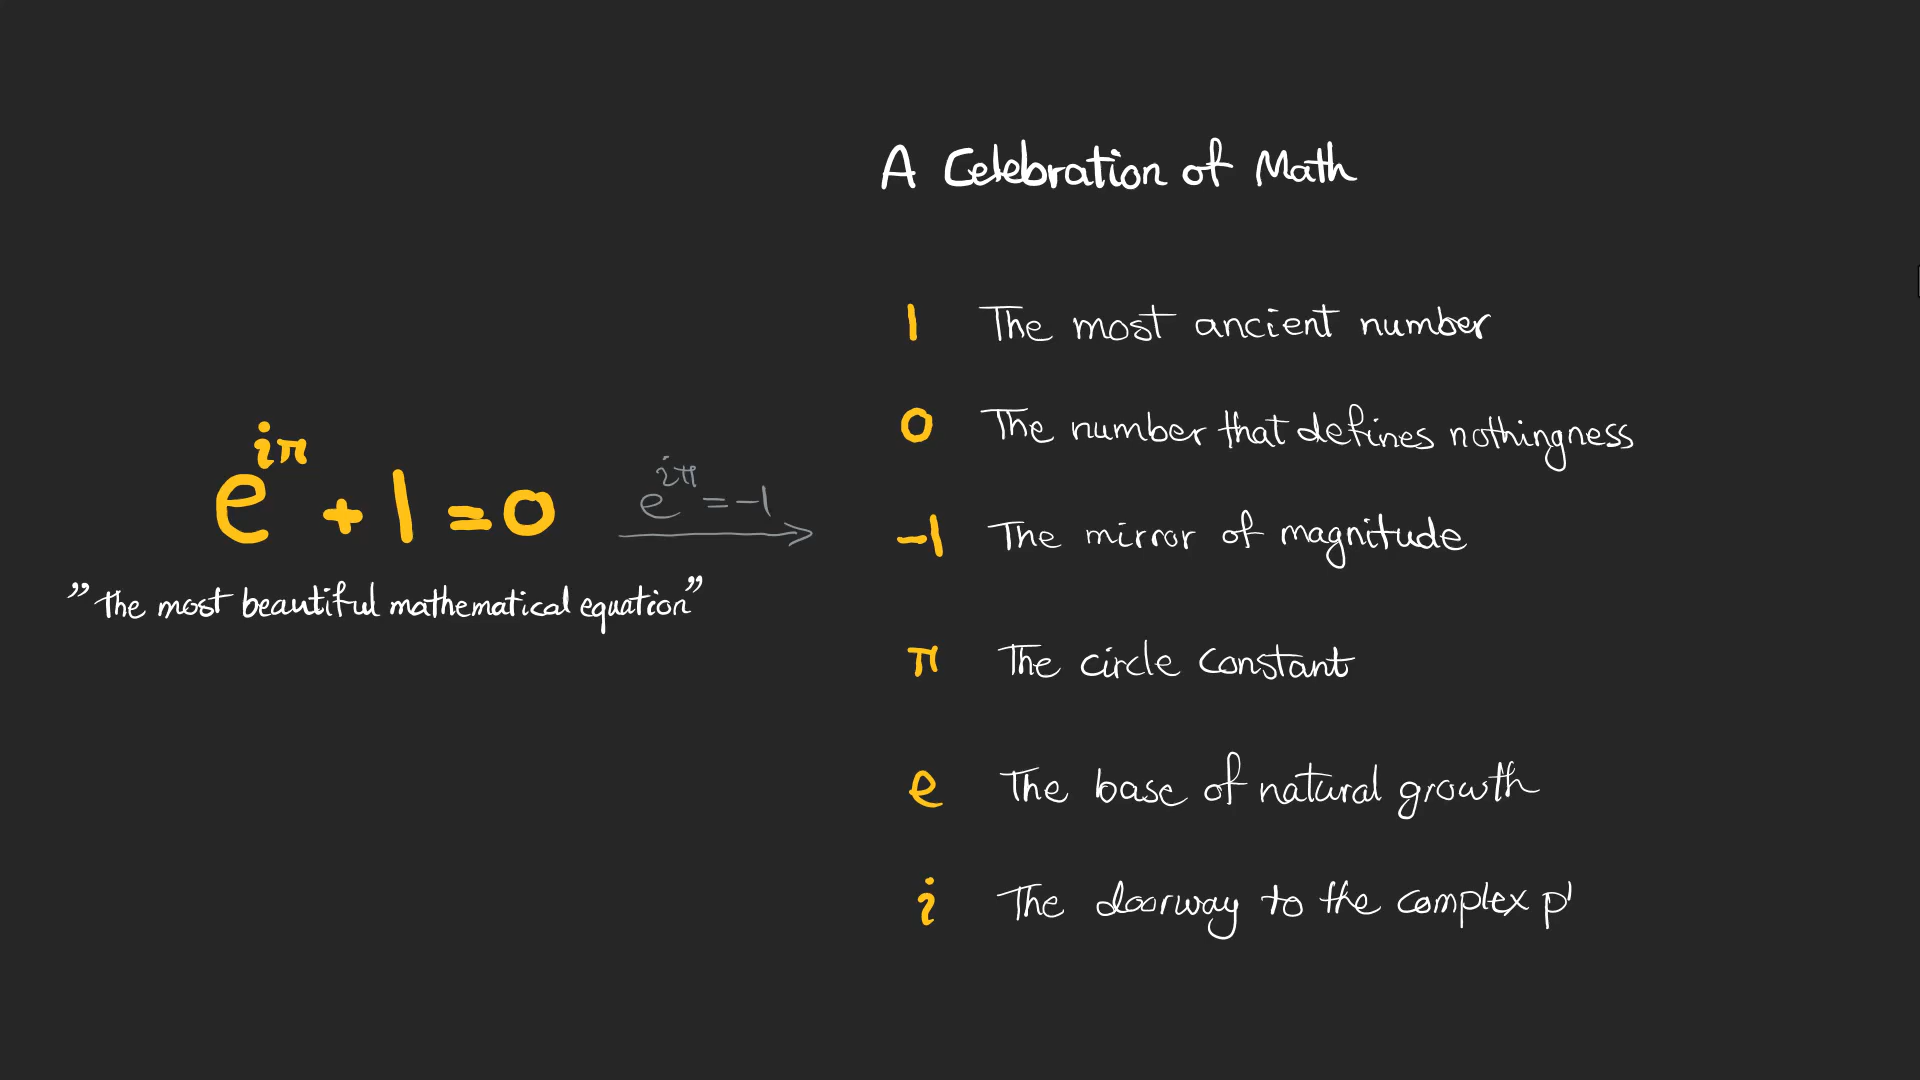 A Celebration of Math
1 The most ancient number
0 The number that defines nothingness
-1 The mirror of magnitude
π The circle constant
e The base of natural growth
i The doorway to the complex p
e^{iπ} + 1 = 0
e^{iπ} = -1
"The most beautiful mathematical equation"